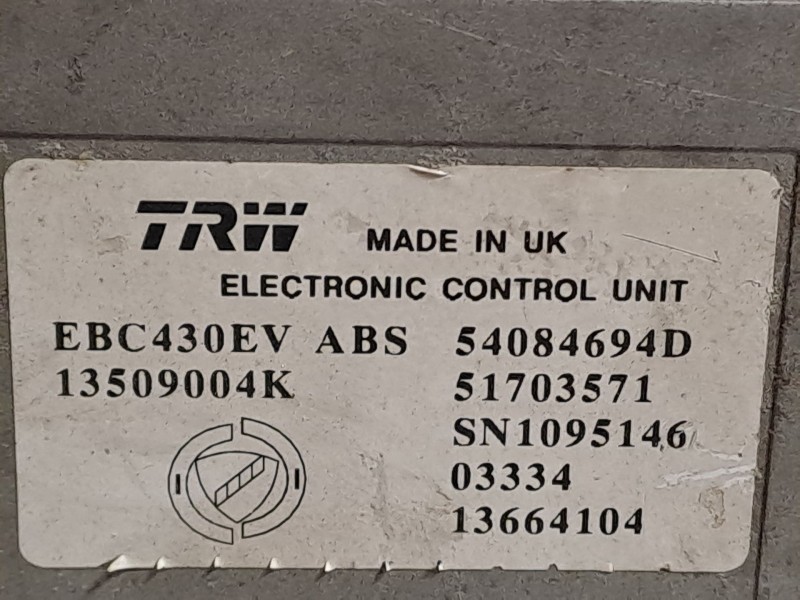 TRW MADE IN UK
ELECTRONIC CONTROL UNIT
EBC430EV ABS 54084694D
13509004K 51703571
SN1095146
03334
13664104